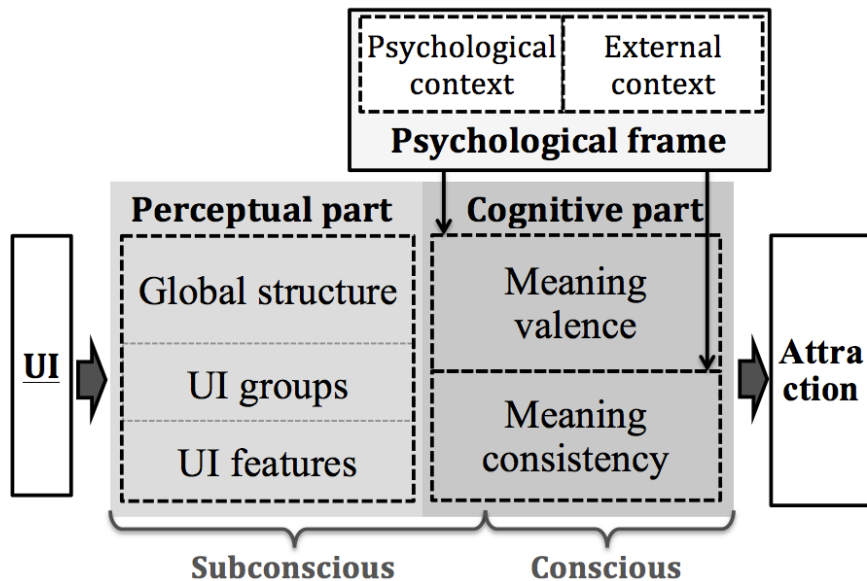 Psychological
context
External
context
Psychological frame
Perceptual part
Cognitive part
UI
Global structure
UI groups
UI features
Meaning
valence
Meaning
consistency
Attra
ction
Subconscious
Conscious